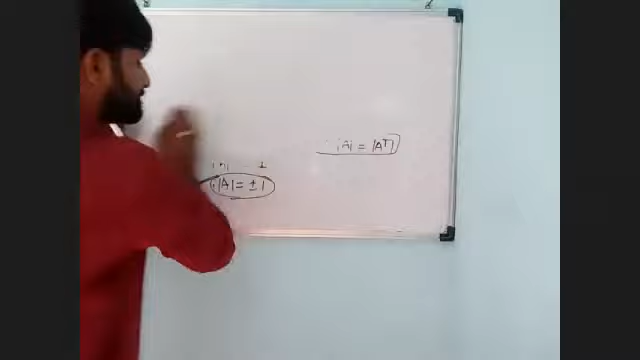 |A| = |Aᵀ|
|A| = ± 1